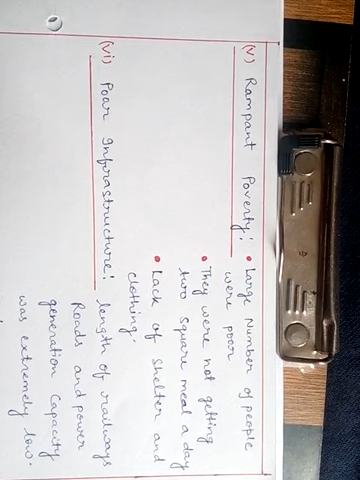 (V) Rampant Poverty: • Large Number of people
were poor
• They were not getting
two square meal a day
• Lack of shelter and
clothing.
(Vi) Poar Infrastructure: length of railways
Roads and power
generation Capacity
was extremely low.